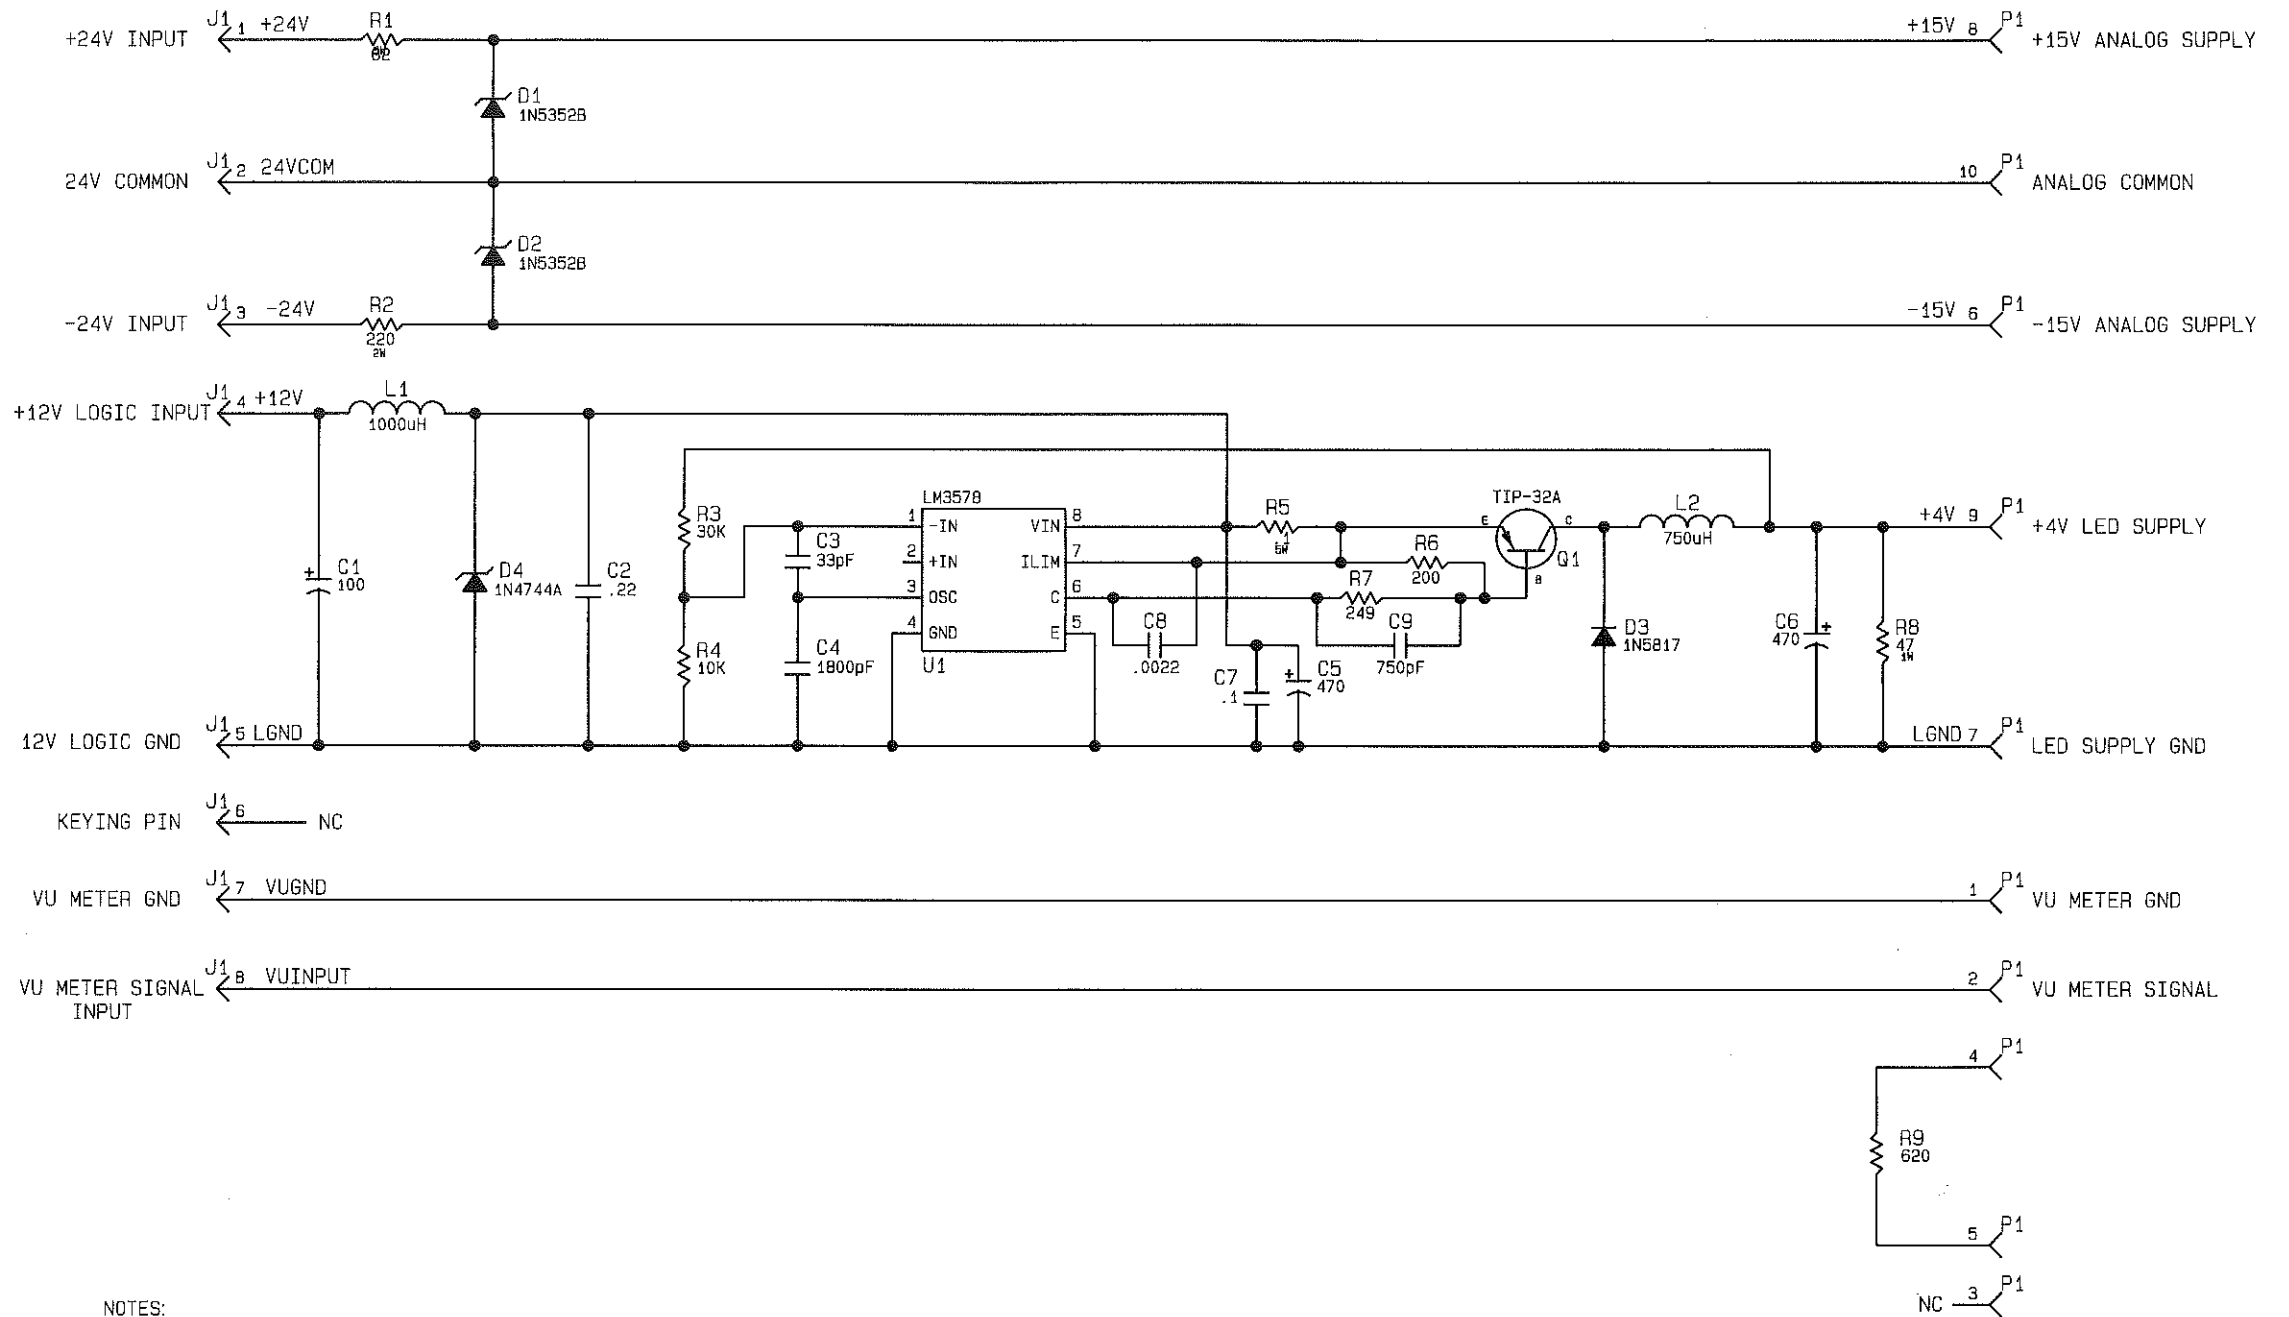 +24V INPUT J1 1 +24V R1 +15V 8 P1 +15V ANALOG SUPPLY
D1
1N5352B
24V COMMON J1 2 24VCOM 10 P1 ANALOG COMMON
D2
1N5352B
-24V INPUT J1 3 -24V R2 -15V 6 P1 -15V ANALOG SUPPLY
220
2W
+12V LOGIC INPUT J1 4 +12V L1
1000uH
C1
100
D4
1N4744A
C2
.22
R3
30K
R4
10K
C3
33pF
C4
1800pF
LM3578
1 -IN VIN 8
2 +IN ILIM 7
3 OSC C 6
4 GND E 5
U1
R5
.1
5W
R6
200
R7
249
C8
.0022
C9
750pF
C7
.1
C5
470
TIP-32A
E C
Q1
B
L2
750uH
D3
1N5817
C6
470
R8
47
1W
+4V 9 P1 +4V LED SUPPLY
12V LOGIC GND J1 5 LGND LGND 7 P1 LED SUPPLY GND
KEYING PIN J1 6 NC
VU METER GND J1 7 VUGND 1 P1 VU METER GND
VU METER SIGNAL J1 8 VUINPUT 2 P1 VU METER SIGNAL
INPUT
4 P1
R9
620
5 P1
NC 3 P1
NOTES: